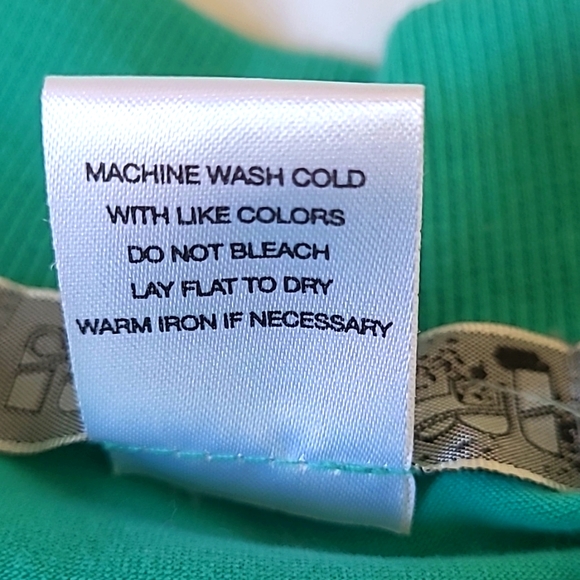 MACHINE WASH COLD
WITH LIKE COLORS
DO NOT BLEACH
LAY FLAT TO DRY
WARM IRON IF NECESSARY